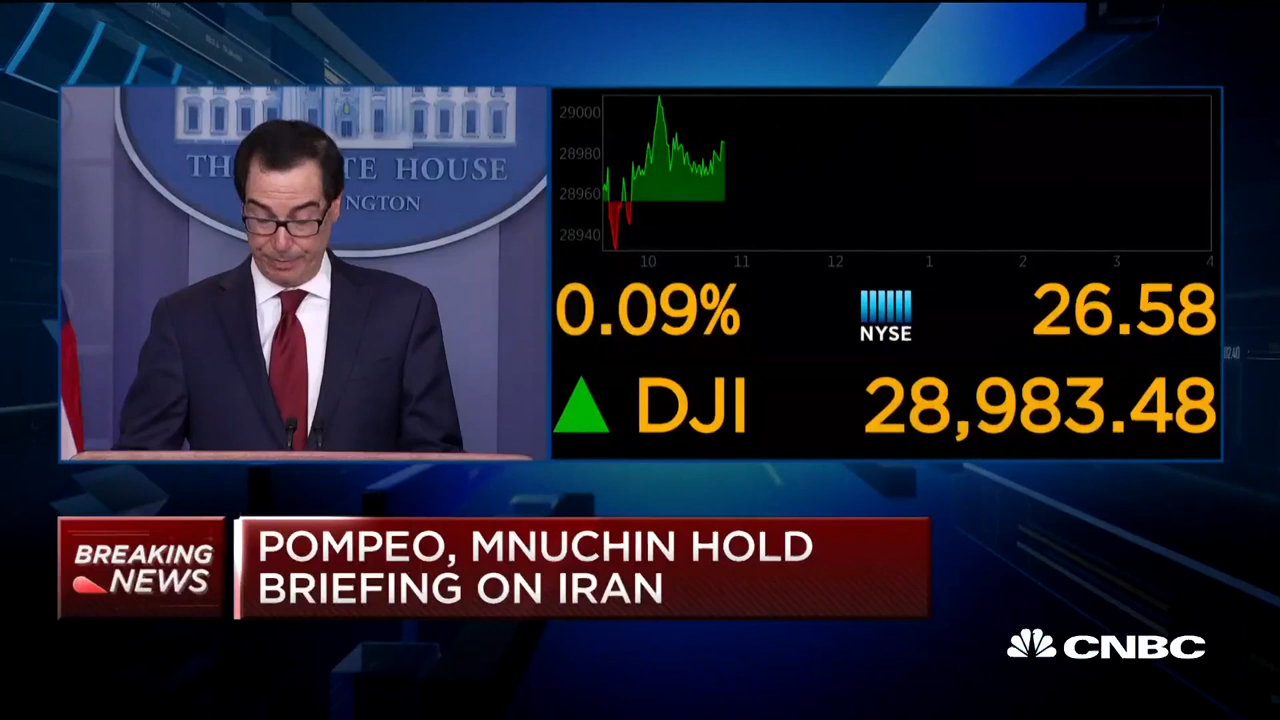 THE WHITE HOUSE
NGTON
29000
28980
28960
28940
10 11 12 1 2 3 4
0.09% NYSE 26.58
DJI 28,983.48
BREAKING NEWS
POMPEO, MNUCHIN HOLD
BRIEFING ON IRAN
CNBC